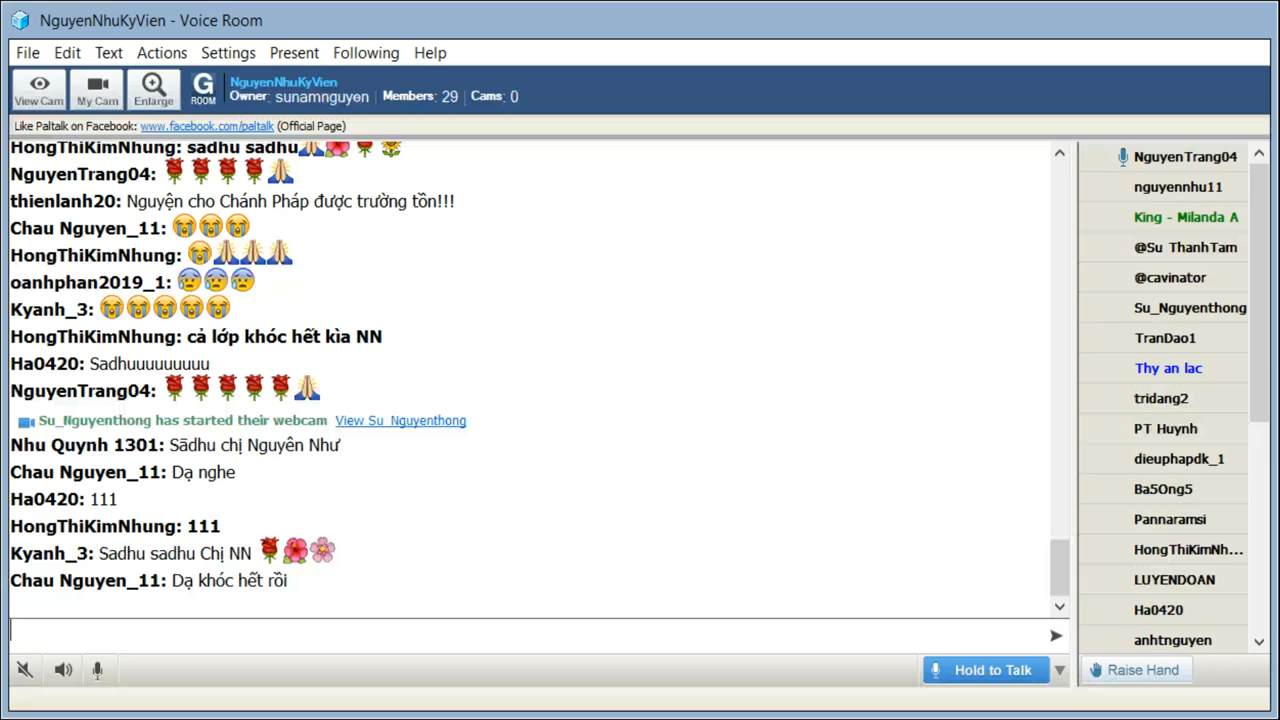 NguyenNhuKyVien - Voice Room
File Edit Text Actions Settings Present Following Help
View Cam My Cam Enlarge G ROOM
NguyenNhuKyVien
Owner: sunamnguyen Members: 29 Cams: 0
Like Paltalk on Facebook: www.facebook.com/paltalk (Official Page)
HongThiKimNhung: sadhu sadhu🙏🌺🌹🌼
NguyenTrang04: 🌹🌹🌹🌹🙏
thienlanh20: Nguyện cho Chánh Pháp được trường tồn!!!
Chau Nguyen_11: 😭😭😭
HongThiKimNhung: 😭🙏🙏🙏
oanhphan2019_1: 😰😰😰
Kyanh_3: 😭😭😭😭😭
HongThiKimNhung: cả lớp khóc hết kìa NN
Ha0420: Sadhuuuuuuuuu
NguyenTrang04: 🌹🌹🌹🌹🌹🙏
Su_Nguyenthong has started their webcam View Su_Nguyenthong
Nhu Quynh 1301: Sādhu chị Nguyên Như
Chau Nguyen_11: Dạ nghe
Ha0420: 111
HongThiKimNhung: 111
Kyanh_3: Sadhu sadhu Chị NN 🌹🌺🌸
Chau Nguyen_11: Dạ khóc hết rồi
Hold to Talk
NguyenTrang04
nguyennhu11
King - Milanda A
@Su ThanhTam
@cavinator
Su_Nguyenthong
TranDao1
Thy an lac
tridang2
PT Huynh
dieuphapdk_1
Ba5Ong5
Pannaramsi
HongThiKimNh...
LUYENDOAN
Ha0420
anhtnguyen
Raise Hand